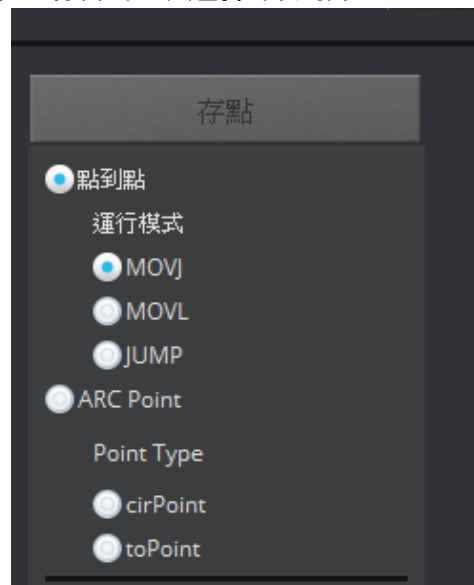 存點
點到點
運行模式
MOVJ
MOVL
JUMP
ARC Point
Point Type
cirPoint
toPoint